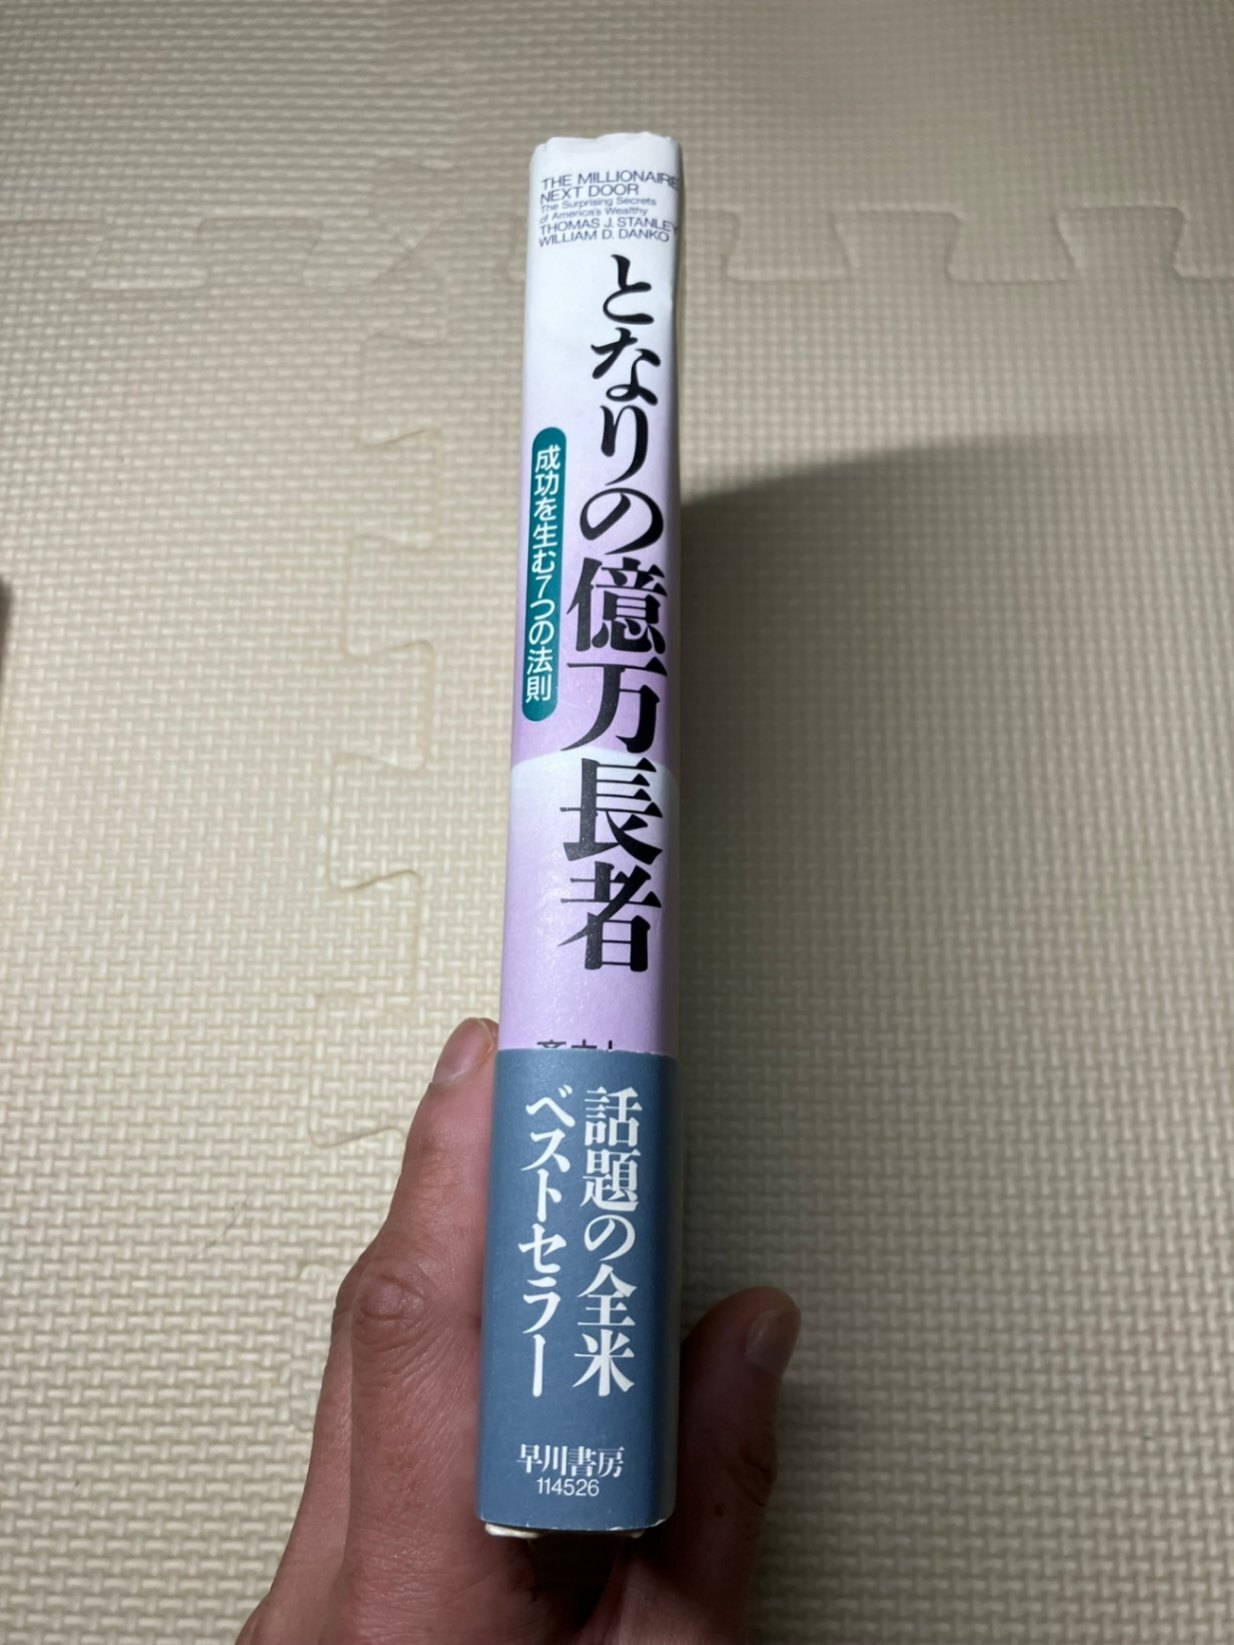 THE MILLIONAIRE
NEXT DOOR
The Surprising Secrets
of America's Wealthy
THOMAS J. STANLEY
WILLIAM D. DANKO
となりの億万長者
成功を生む7つの法則
話題の全米
ベストセラー
早川書房
114526